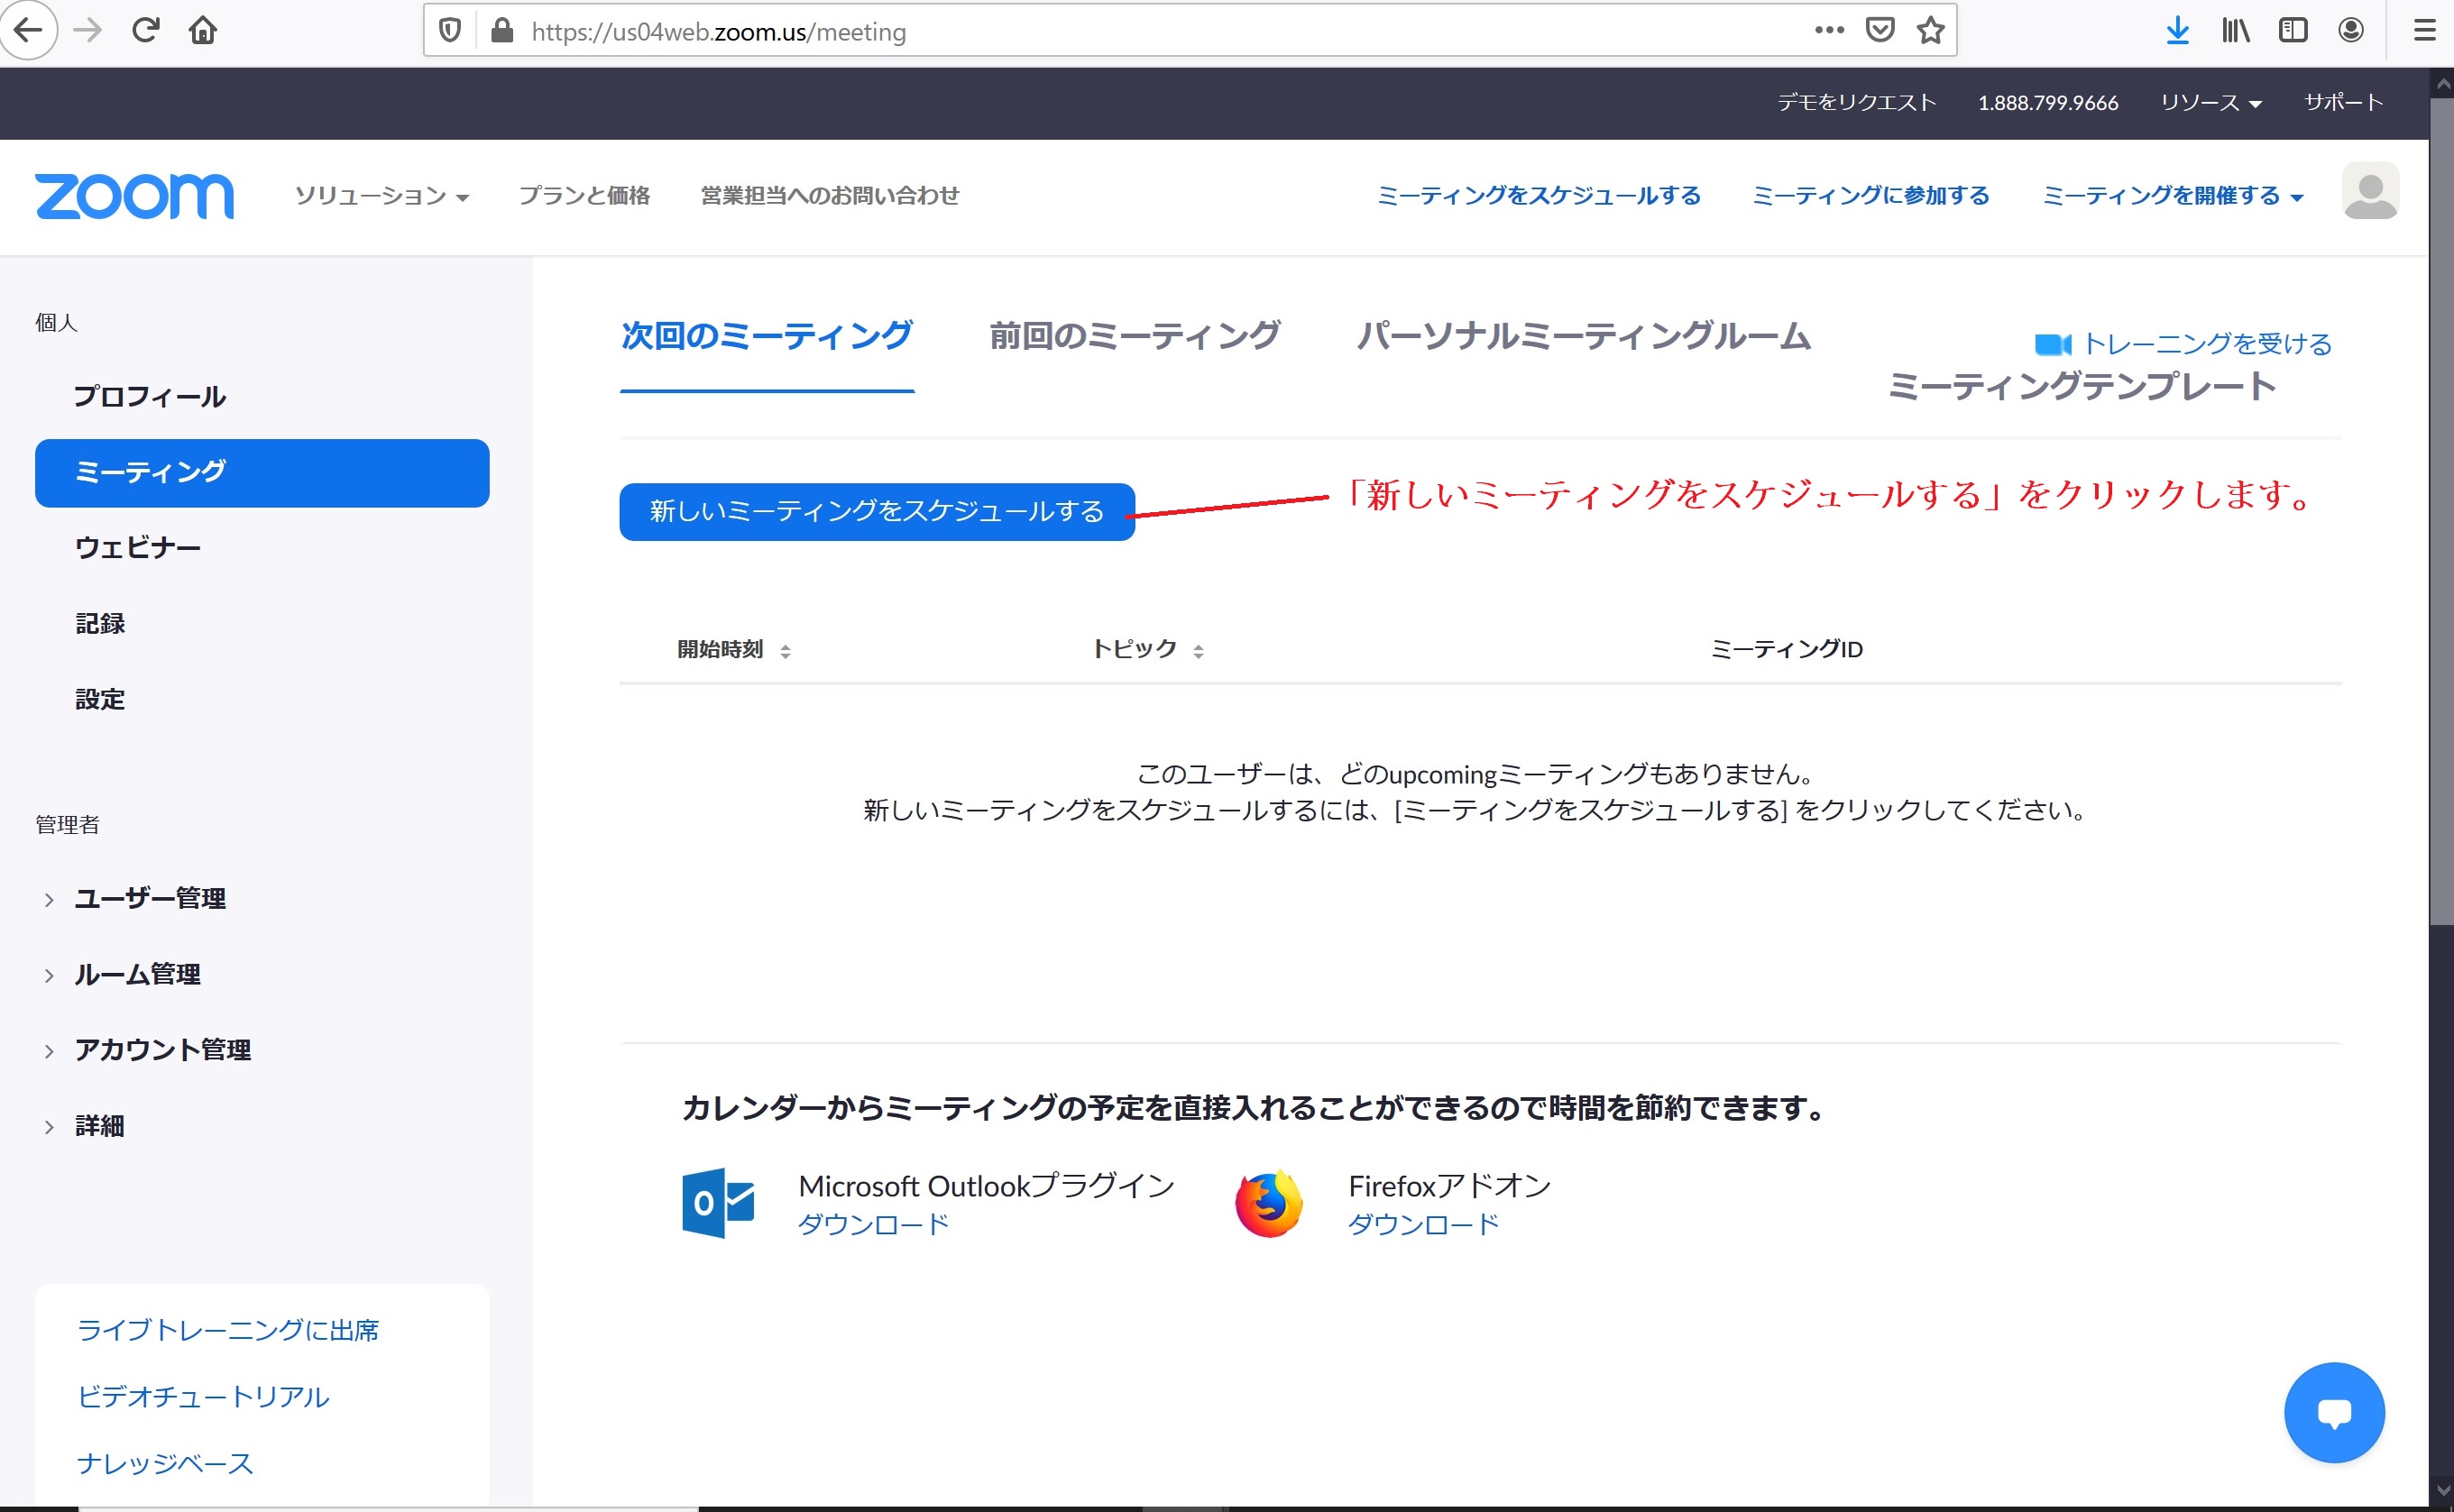 https://us04web.zoom.us/meeting
デモをリクエスト 1.888.799.9666 リソース サポート
zoom ソリューション プランと価格 営業担当へのお問い合わせ ミーティングをスケジュールする ミーティングに参加する ミーティングを開催する
個人
プロフィール
ミーティング
ウェビナー
記録
設定
管理者
ユーザー管理
ルーム管理
アカウント管理
詳細
ライブトレーニングに出席
ビデオチュートリアル
ナレッジベース
次回のミーティング 前回のミーティング パーソナルミーティングルーム
トレーニングを受ける
ミーティングテンプレート
新しいミーティングをスケジュールする 「新しいミーティングをスケジュールする」をクリックします。
開始時刻 トピック ミーティングID
このユーザーは、どのupcomingミーティングもありません。
新しいミーティングをスケジュールするには、[ミーティングをスケジュールする] をクリックしてください。
カレンダーからミーティングの予定を直接入れることができるので時間を節約できます。
Microsoft Outlookプラグイン Firefoxアドオン
ダウンロード ダウンロード